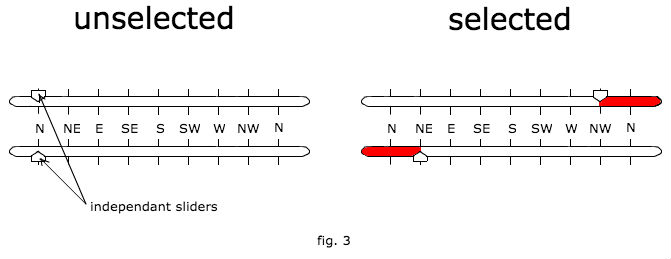 unselected
selected
N NE E SE S SW W NW N
N NE E SE S SW W NW N
independant sliders
fig. 3